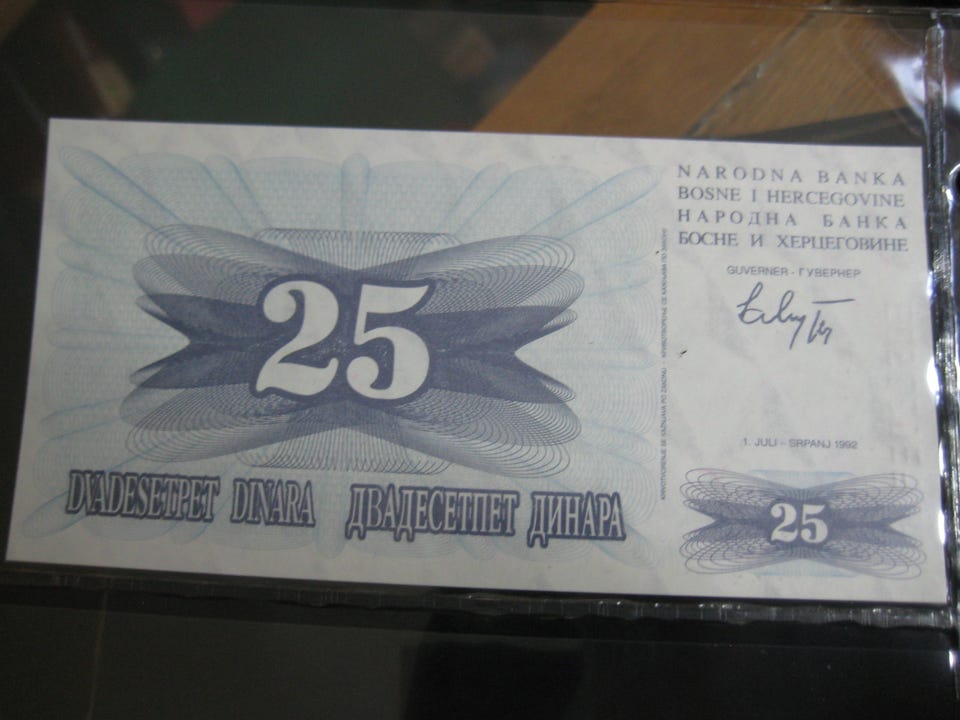 NARODNA BANKA
BOSNE I HERCEGOVINE
НАРОДНА БАНКА
БОСНЕ И ХЕРЦЕГОВИНЕ
GUVERNER - ГУВЕРНЕР
25
1. JULI - SRPANJ 1992
DVADESETPET DINARA ДВАДЕСЕТПЕТ ДИНАРА
25